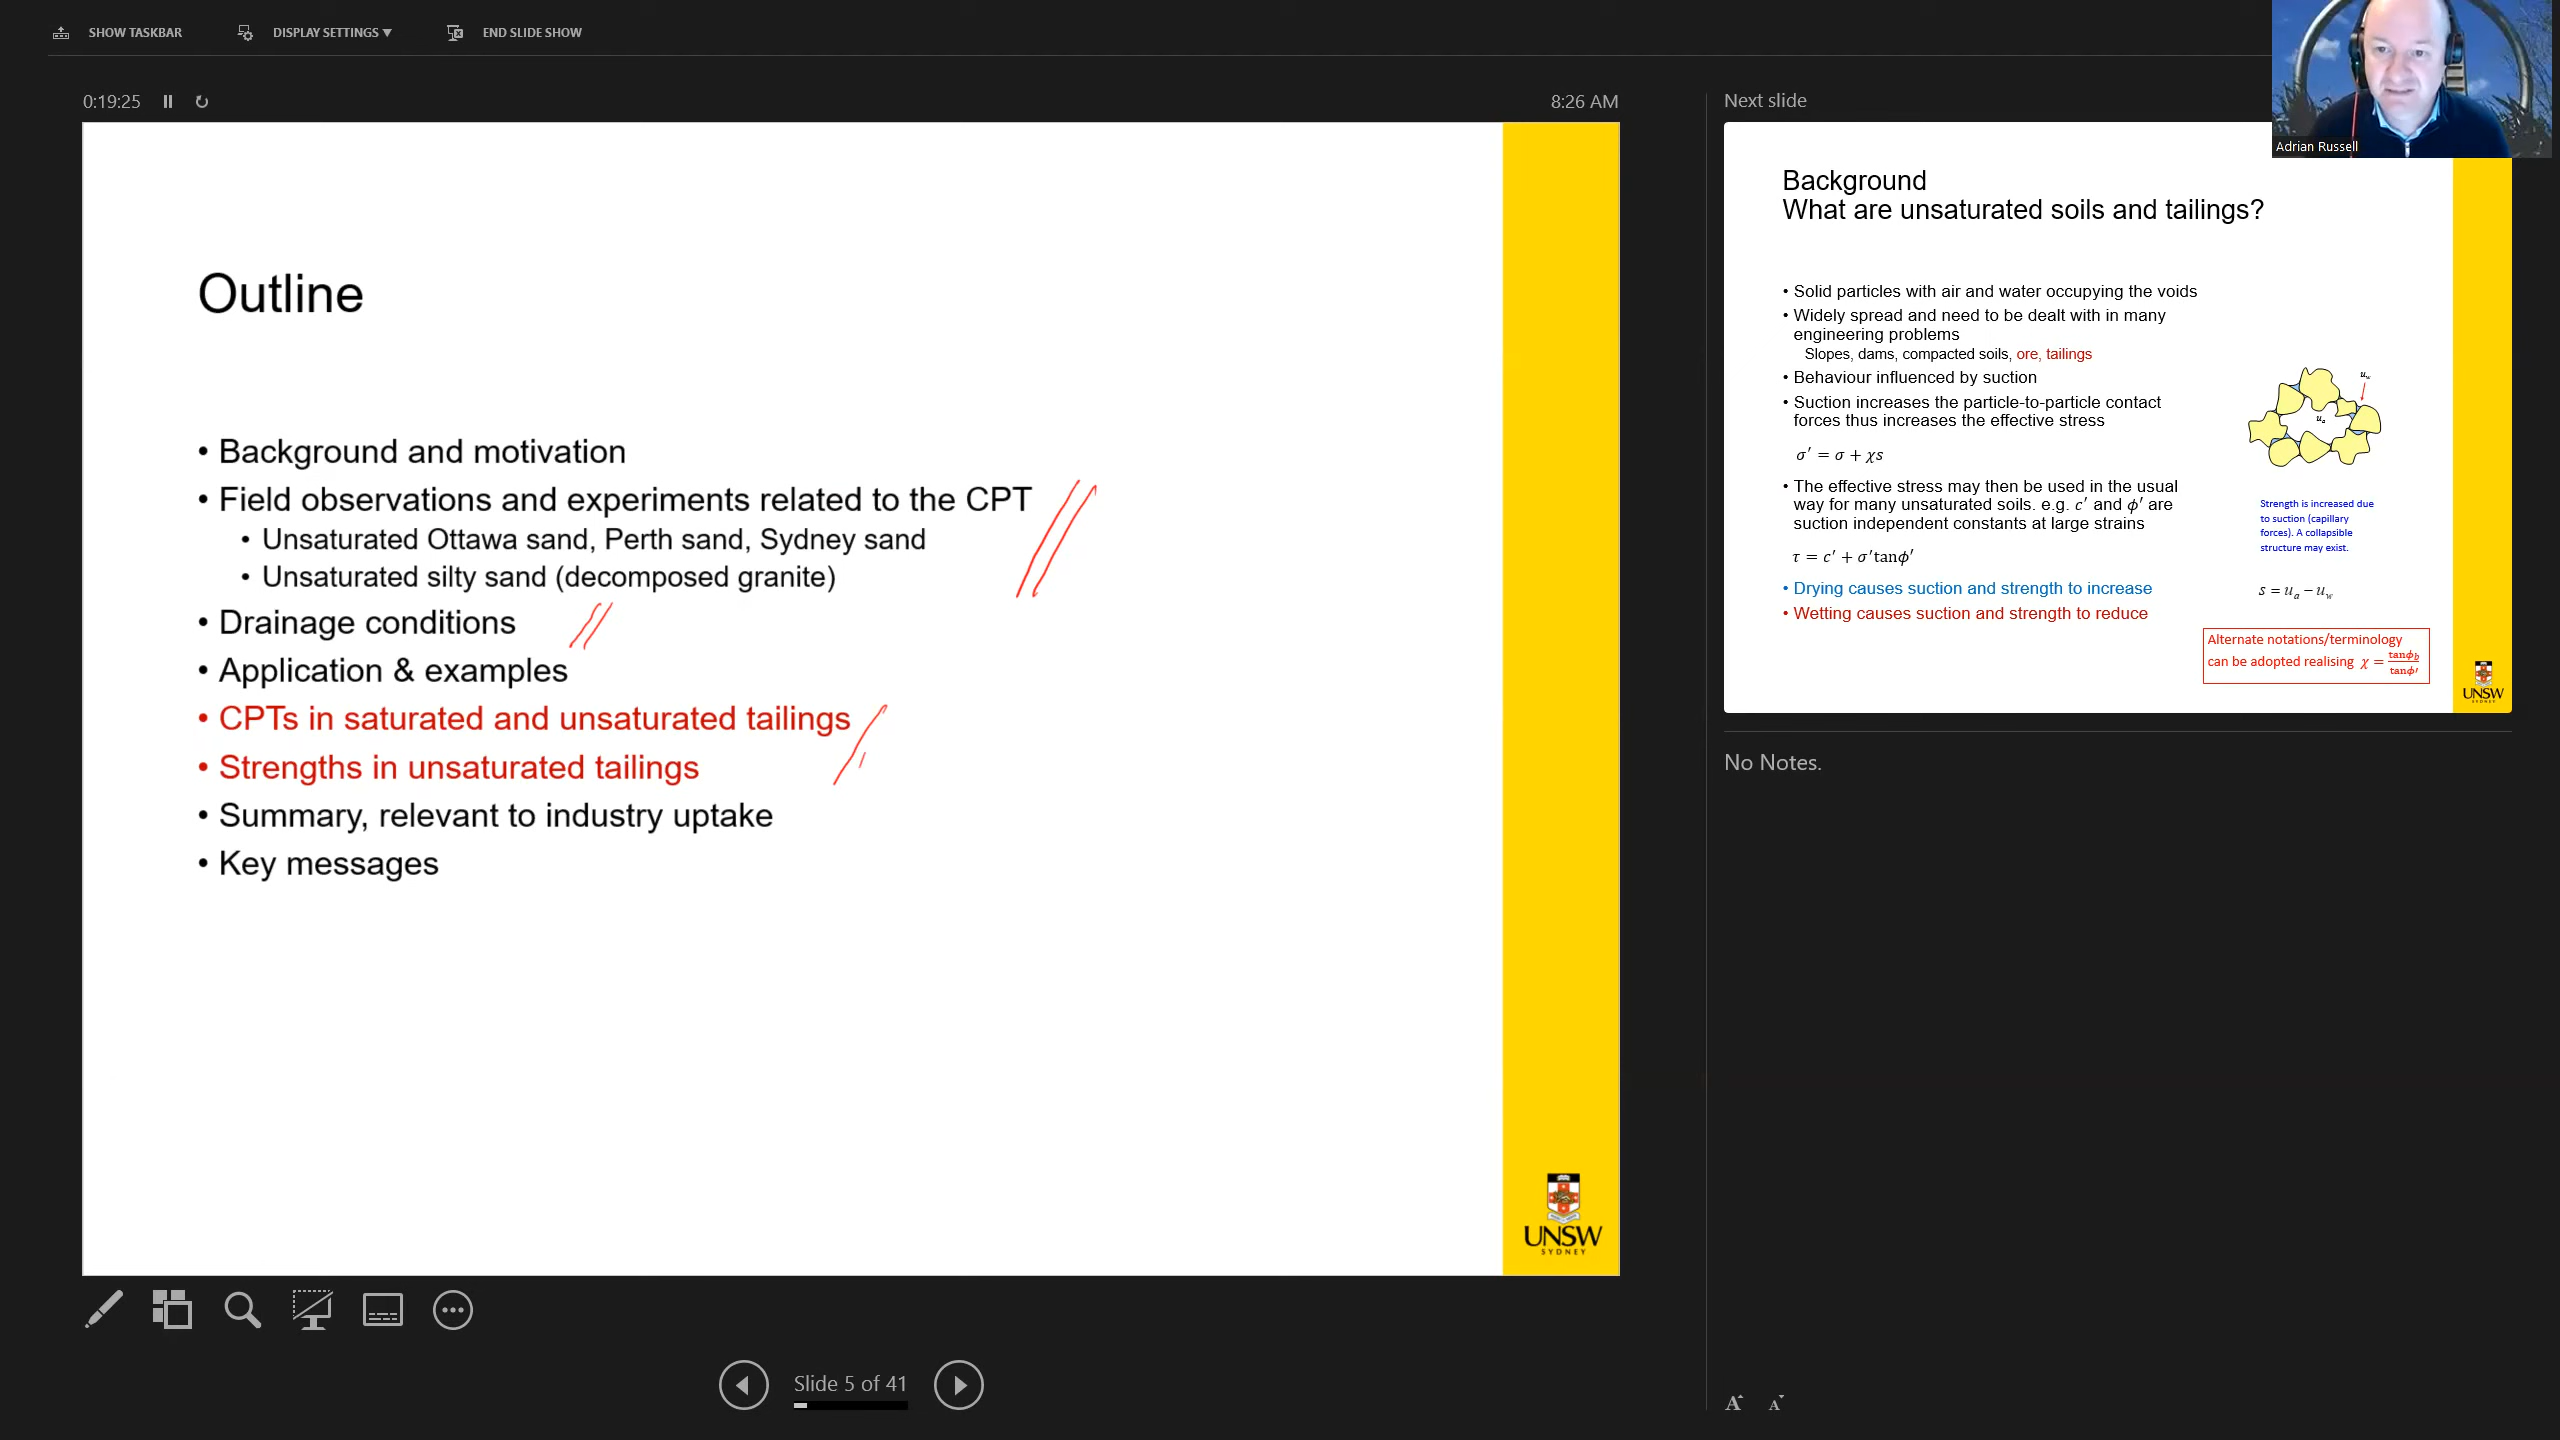 SHOW TASKBAR
DISPLAY SETTINGS ▼
END SLIDE SHOW
0:19:25
8:26 AM
Outline
• Background and motivation
• Field observations and experiments related to the CPT
• Unsaturated Ottawa sand, Perth sand, Sydney sand
• Unsaturated silty sand (decomposed granite)
• Drainage conditions
• Application & examples
• CPTs in saturated and unsaturated tailings
• Strengths in unsaturated tailings
• Summary, relevant to industry uptake
• Key messages
UNSW
SYDNEY
Slide 5 of 41
Next slide
Adrian Russell
Background
What are unsaturated soils and tailings?
• Solid particles with air and water occupying the voids
• Widely spread and need to be dealt with in many
engineering problems
Slopes, dams, compacted soils, ore, tailings
• Behaviour influenced by suction
• Suction increases the particle-to-particle contact
forces thus increases the effective stress
σ′ = σ + χs
• The effective stress may then be used in the usual
way for many unsaturated soils. e.g. c′ and ϕ′ are
suction independent constants at large strains
τ = c′ + σ′tanϕ′
• Drying causes suction and strength to increase
• Wetting causes suction and strength to reduce
u_w
u_a
Strength is increased due
to suction (capillary
forces). A collapsible
structure may exist.
s = u_a − u_w
Alternate notations/terminology
can be adopted realising χ = tanϕ_b / tanϕ′
UNSW
SYDNEY
No Notes.
A A